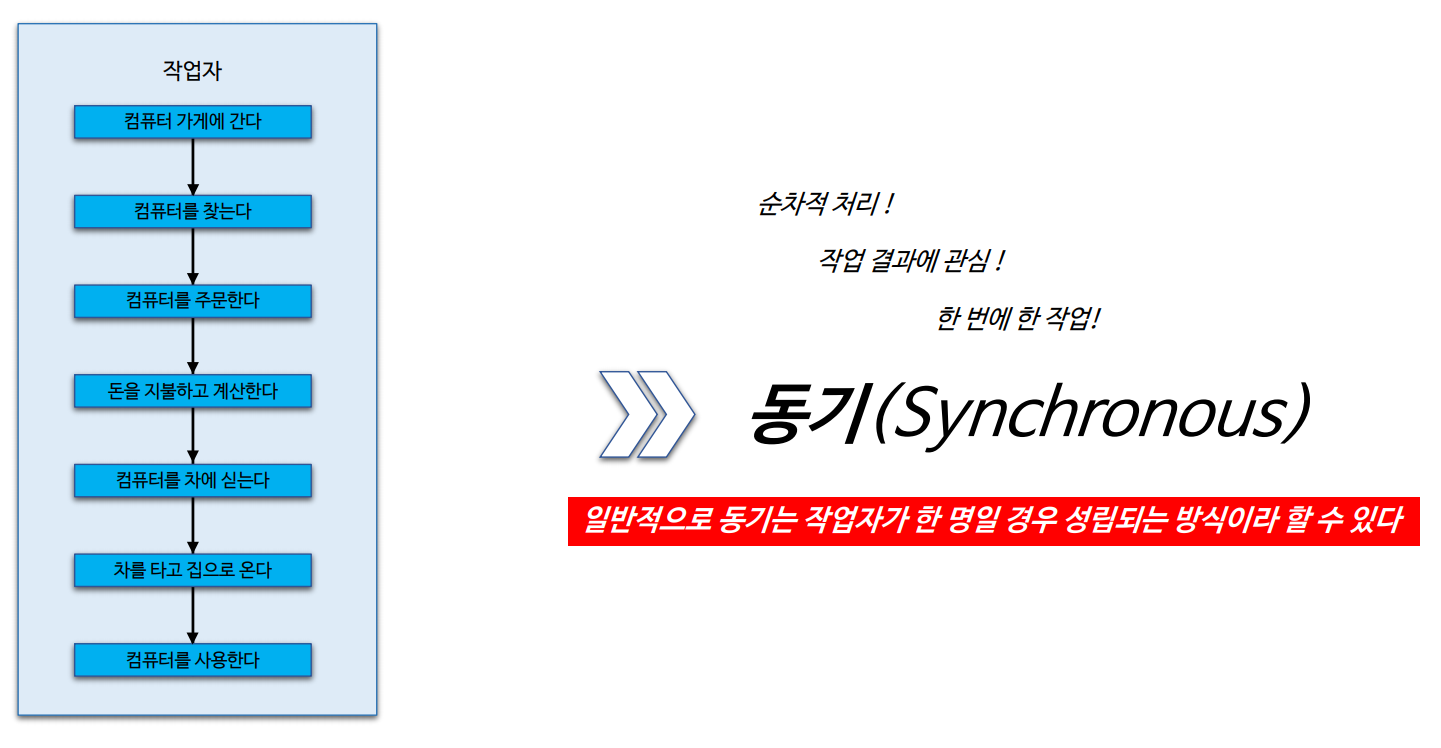 작업자
컴퓨터 가게에 간다
컴퓨터를 찾는다
컴퓨터를 주문한다
돈을 지불하고 계산한다
컴퓨터를 차에 싣는다
차를 타고 집으로 온다
컴퓨터를 사용한다
순차적 처리 !
작업 결과에 관심 !
한 번에 한 작업!
동기(Synchronous)
일반적으로 동기는 작업자가 한 명일 경우 성립되는 방식이라 할 수 있다